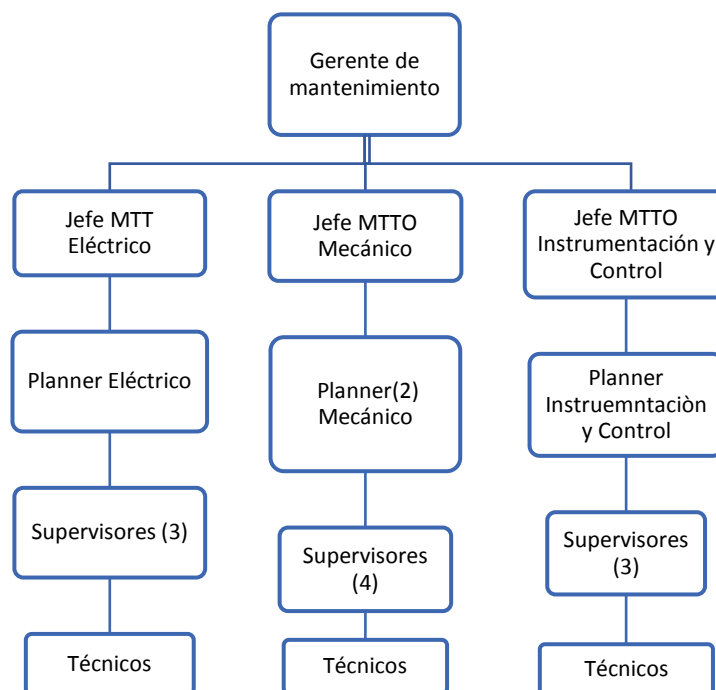 Gerente de
mantenimiento
Jefe MTT
Eléctrico
Jefe MTTO
Mecánico
Jefe MTTO
Instrumentación y
Control
Planner Eléctrico
Planner(2)
Mecánico
Planner
Instruemntaciòn
y Control
Supervisores (3)
Supervisores
(4)
Supervisores
(3)
Técnicos
Técnicos
Técnicos